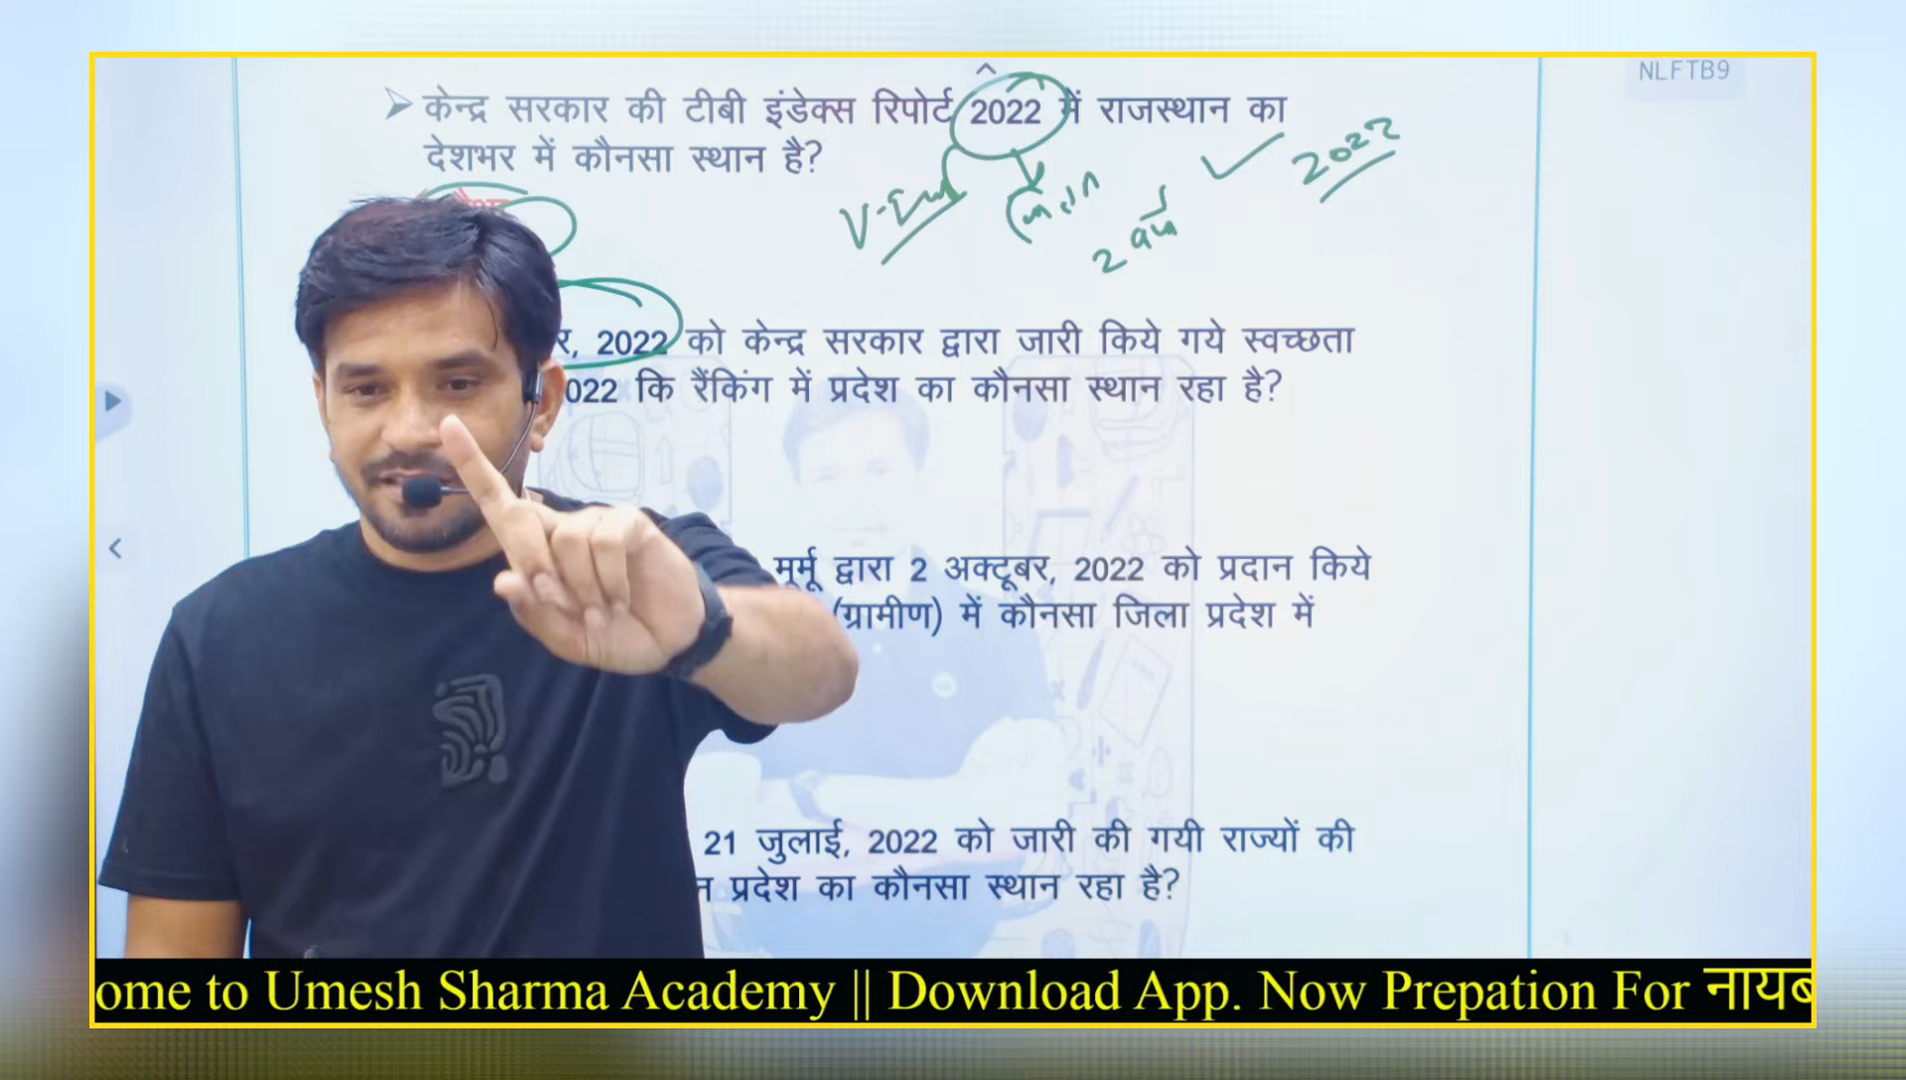 NLFTB9
➤ केन्द्र सरकार की टीबी इंडेक्स रिपोर्ट 2022 में राजस्थान का
देशभर में कौनसा स्थान है?
2022
2 वर्ष
र, 2022 को केन्द्र सरकार द्वारा जारी किये गये स्वच्छता
022 कि रैंकिंग में प्रदेश का कौनसा स्थान रहा है?
मूर्मू द्वारा 2 अक्टूबर, 2022 को प्रदान किये
(ग्रामीण) में कौनसा जिला प्रदेश में
21 जुलाई, 2022 को जारी की गयी राज्यों की
न प्रदेश का कौनसा स्थान रहा है?
ome to Umesh Sharma Academy || Download App. Now Prepation For नायब